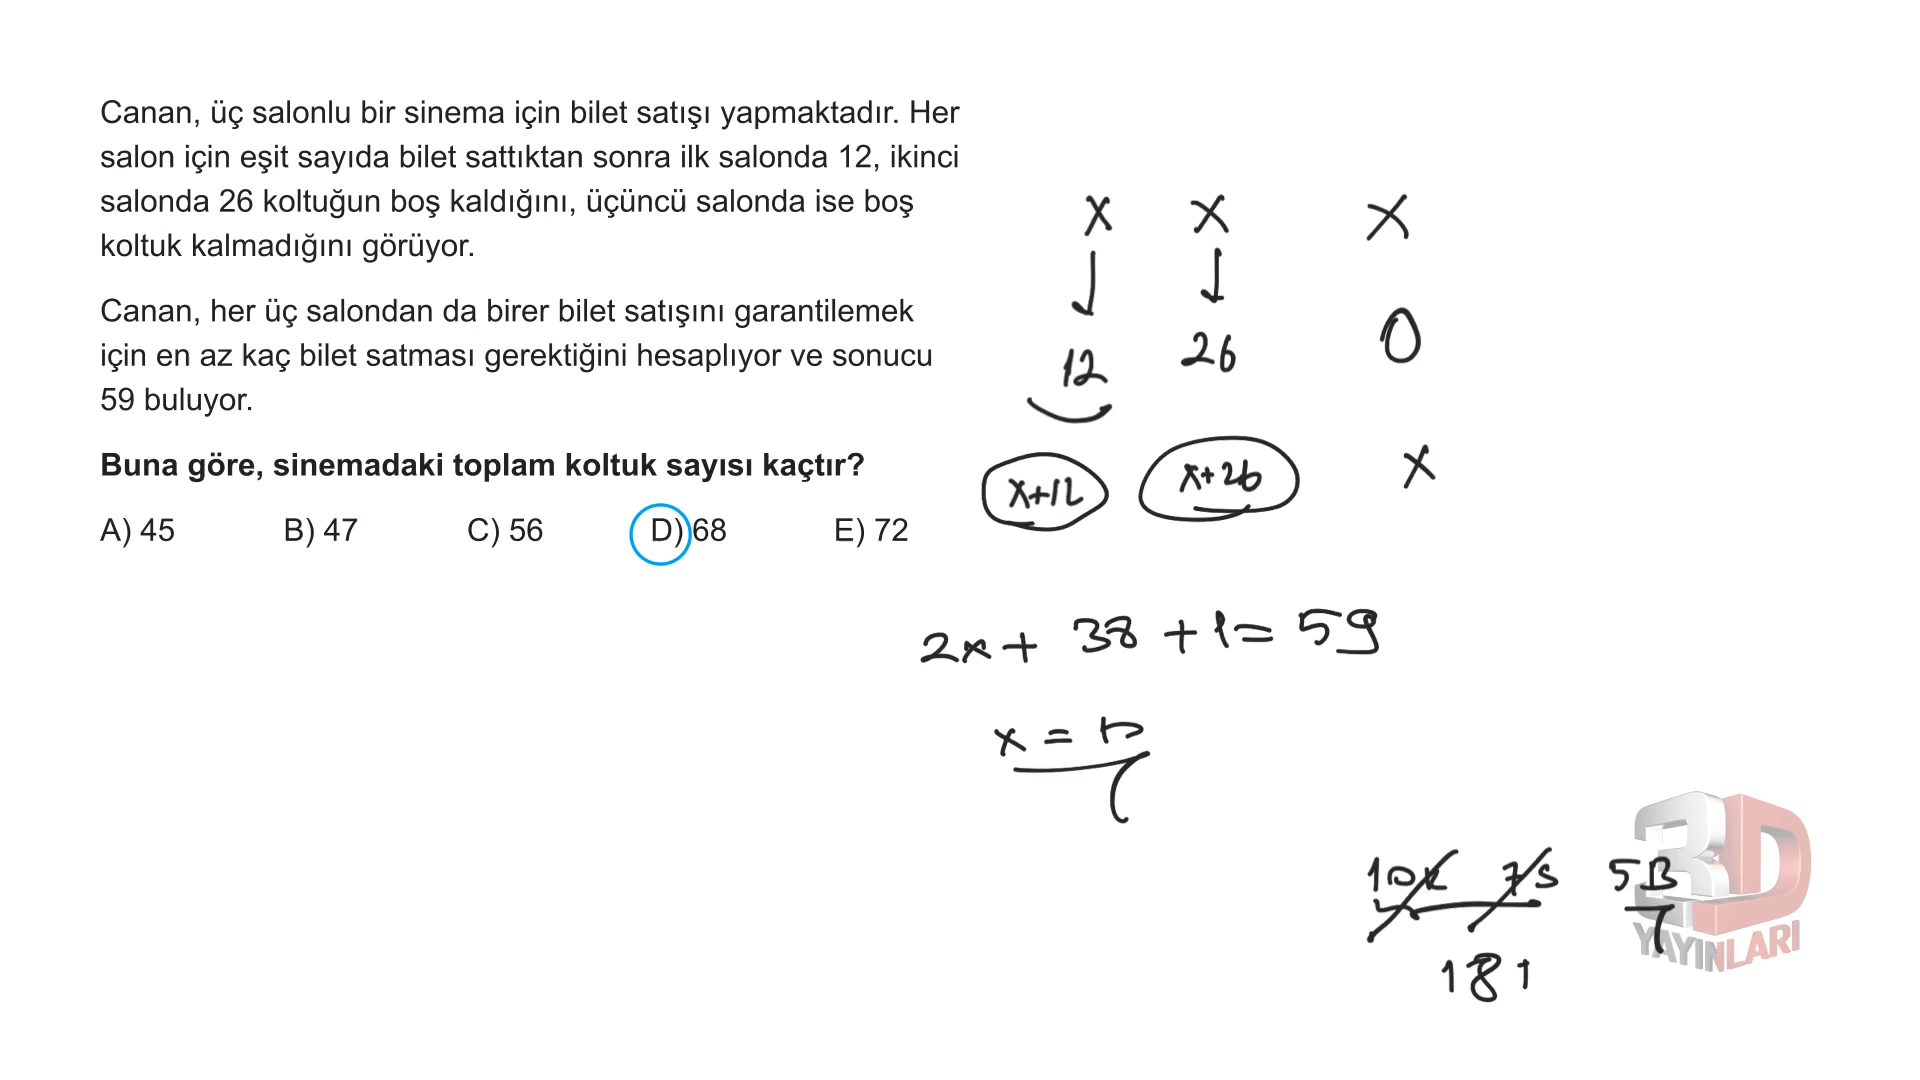 Canan, üç salonlu bir sinema için bilet satışı yapmaktadır. Her
salon için eşit sayıda bilet sattıktan sonra ilk salonda 12, ikinci
salonda 26 koltuğun boş kaldığını, üçüncü salonda ise boş
koltuk kalmadığını görüyor.
Canan, her üç salondan da birer bilet satışını garantilemek
için en az kaç bilet satması gerektiğini hesaplıyor ve sonucu
59 buluyor.
Buna göre, sinemadaki toplam koltuk sayısı kaçtır?
A) 45 B) 47 C) 56 D) 68 E) 72
x x x
12 26 0
x+12 x+26 x
2x + 38 + 1 = 59
x =
10K 7S 5B
181
3D
YAYINLARI